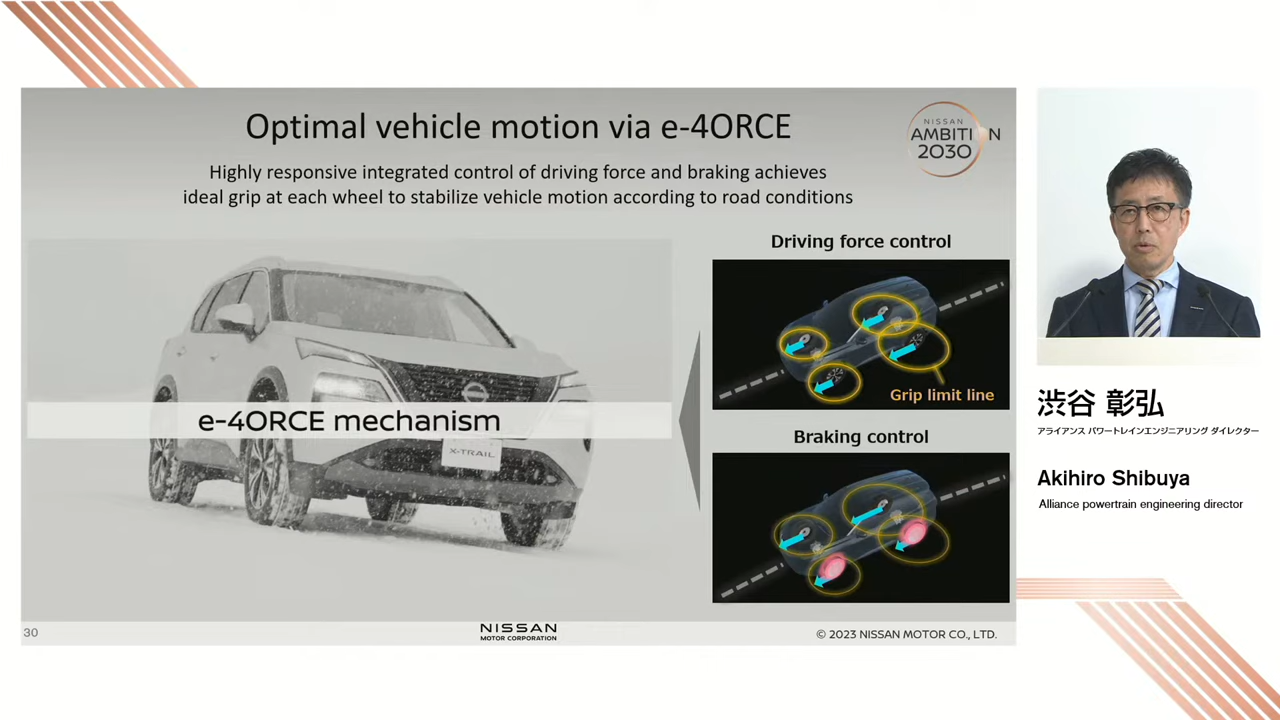 Optimal vehicle motion via e-4ORCE
NISSAN
AMBITION
2030
Highly responsive integrated control of driving force and braking achieves
ideal grip at each wheel to stabilize vehicle motion according to road conditions
Driving force control
Grip limit line
e-4ORCE mechanism
X-TRAIL
Braking control
30
NISSAN
MOTOR CORPORATION
© 2023 NISSAN MOTOR CO., LTD.
渋谷 彰弘
アライアンス パワートレインエンジニアリング ダイレクター
Akihiro Shibuya
Alliance powertrain engineering director